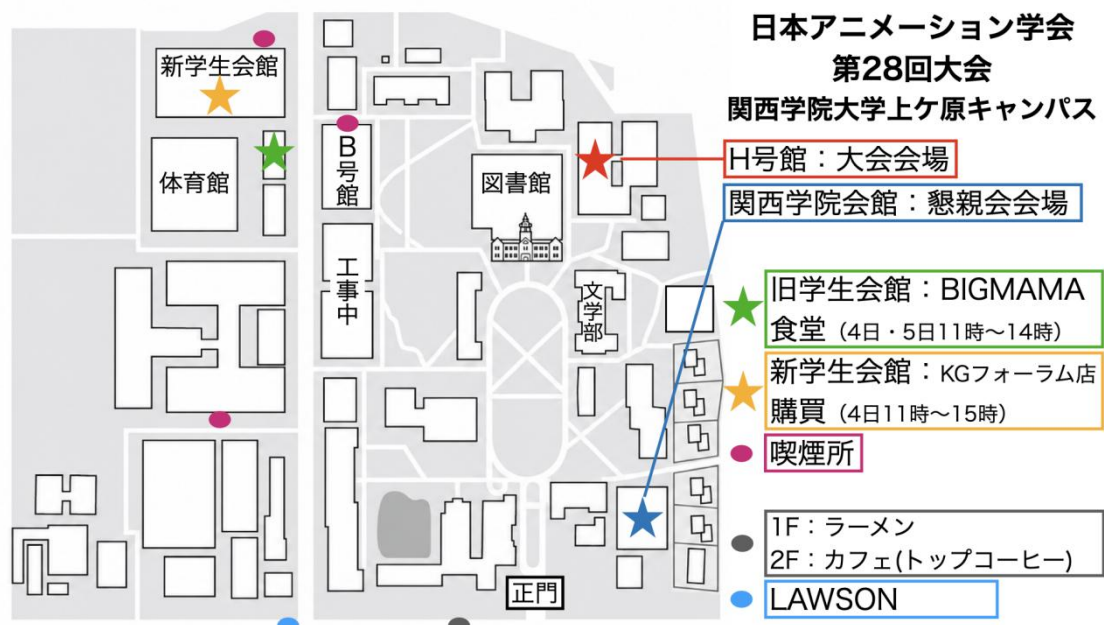 日本アニメーション学会
第28回大会
関西学院大学上ケ原キャンパス
H号館：大会会場
関西学院会館：懇親会会場
旧学生会館：BIGMAMA
食堂（4日・5日11時〜14時）
新学生会館：KGフォーラム店
購買（4日11時〜15時）
喫煙所
1F：ラーメン
2F：カフェ(トップコーヒー)
LAWSON
新学生会館
体育館
B号館
図書館
工事中
文学部
正門